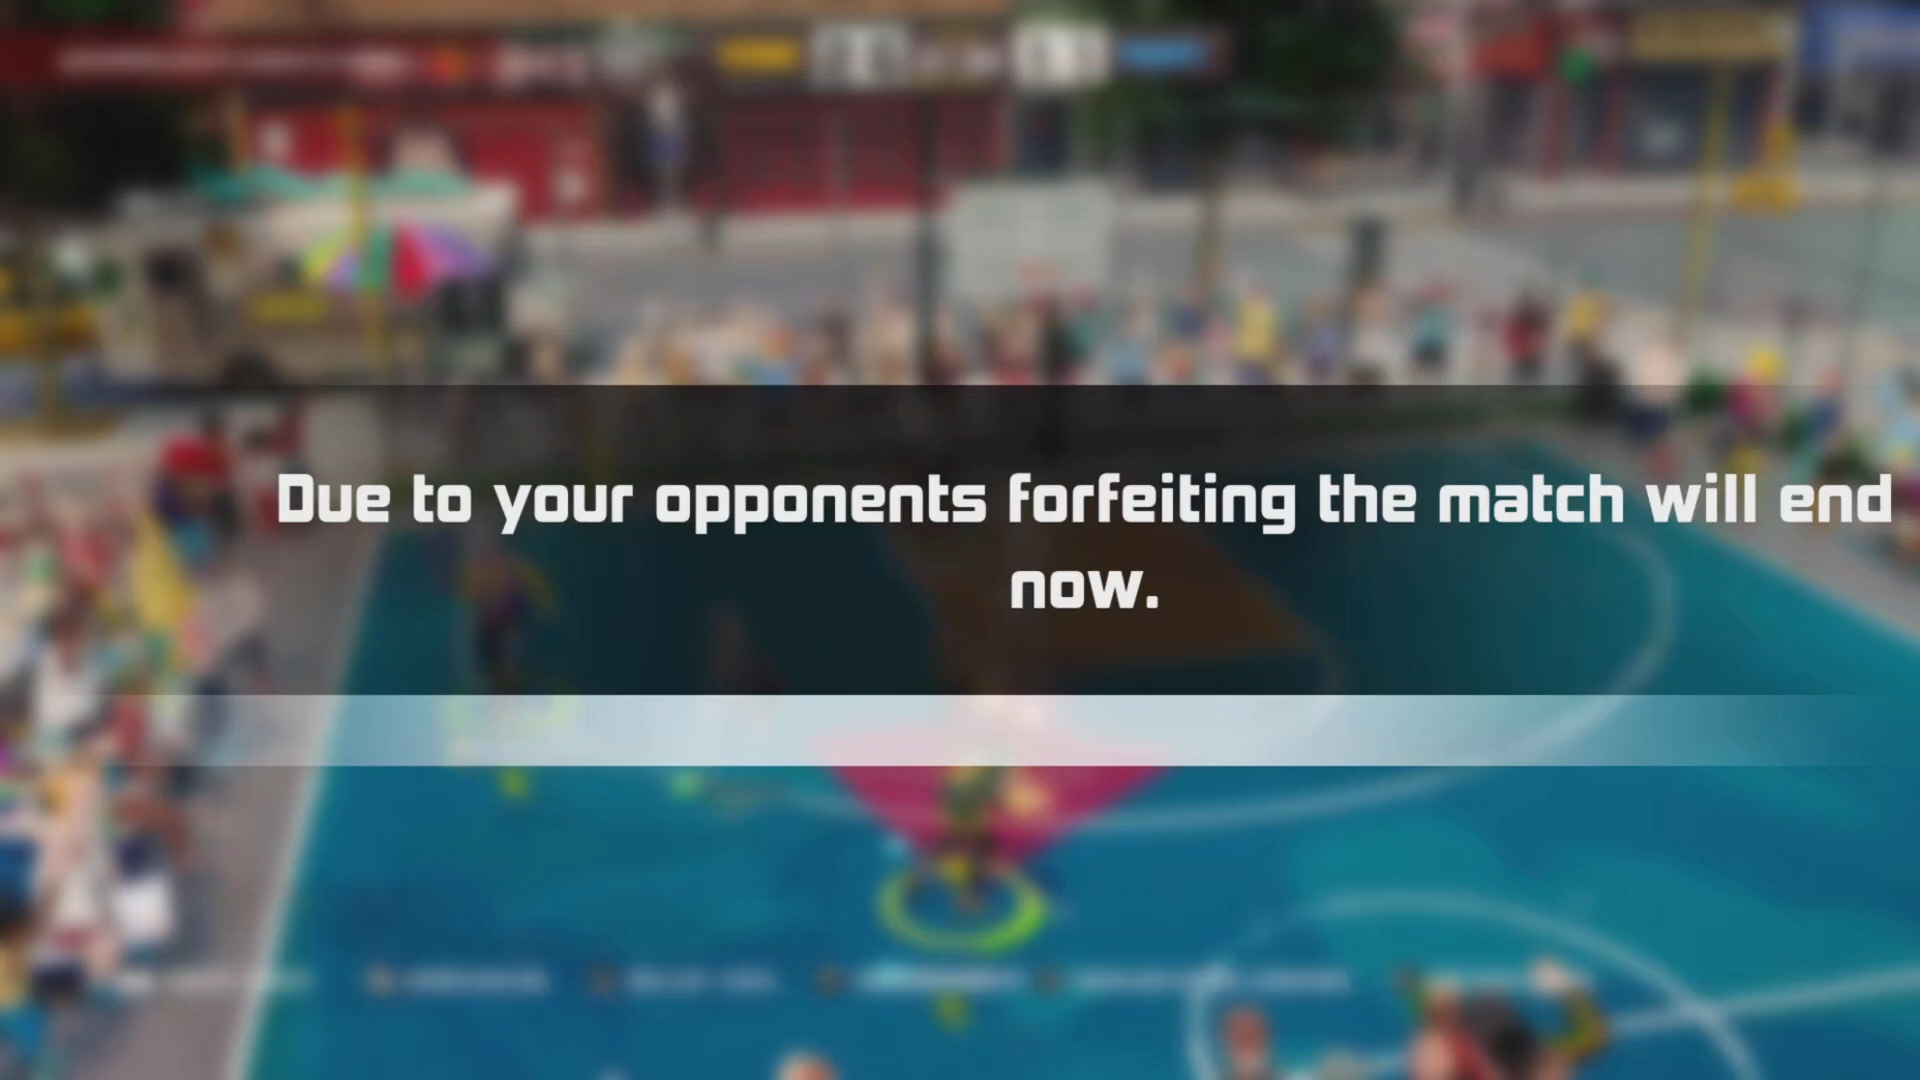 Due to your opponents forfeiting the match will end
now.